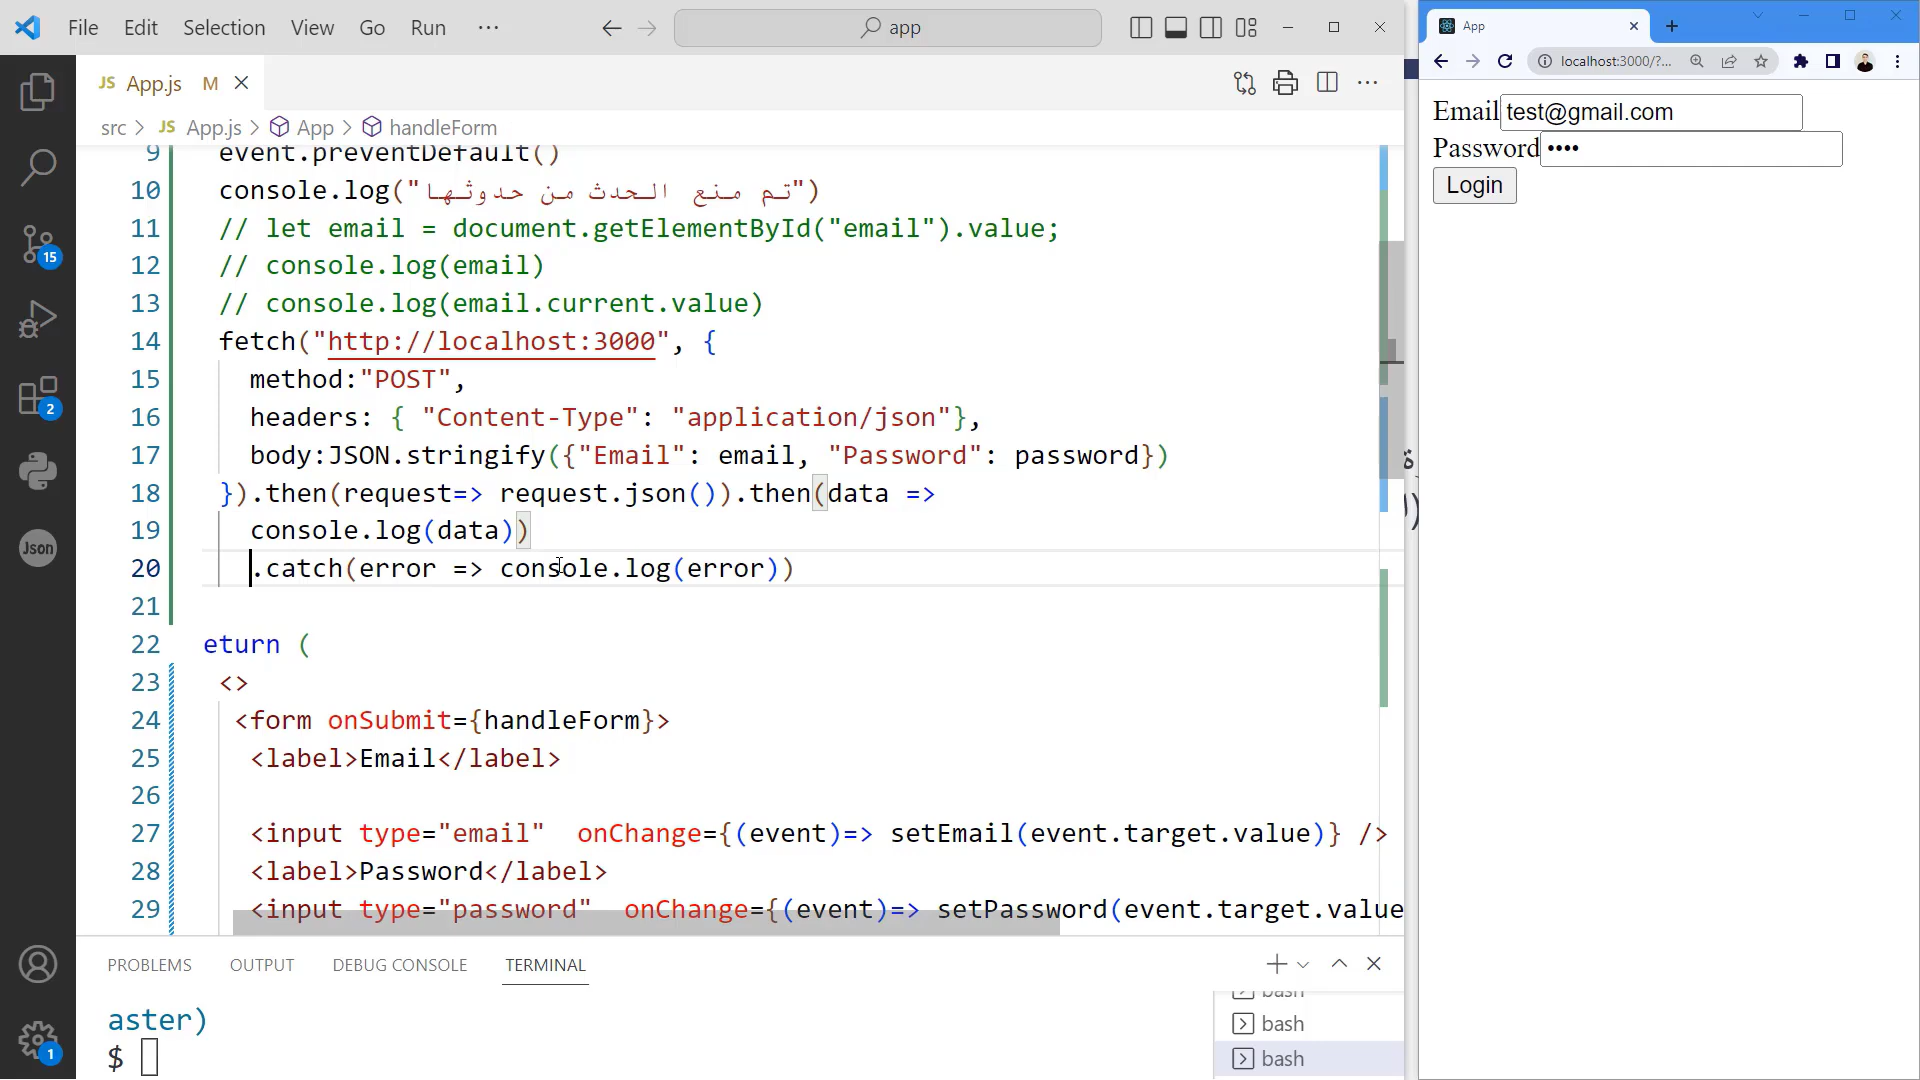 File Edit Selection View Go Run ···
app
JS App.js M
src > JS App.js > App > handleForm
9 event.preventDefault()
10 console.log("تم منع الحدث من حدوثها")
11 // let email = document.getElementById("email").value;
12 // console.log(email)
13 // console.log(email.current.value)
14 fetch("http://localhost:3000", {
15 method:"POST",
16 headers: { "Content-Type": "application/json"},
17 body:JSON.stringify({"Email": email, "Password": password})
18 }).then(request=> request.json()).then(data =>
19 console.log(data))
20 .catch(error => console.log(error))
21
22 eturn (
23 <>
24 <form onSubmit={handleForm}>
25 <label>Email</label>
26
27 <input type="email" onChange={(event)=> setEmail(event.target.value)} />
28 <label>Password</label>
29 <input type="password" onChange={(event)=> setPassword(event.target.value
PROBLEMS OUTPUT DEBUG CONSOLE TERMINAL
aster)
$
bash
bash
bash
15
2
Json
1
App
localhost:3000/?...
Email test@gmail.com
Password ••••
Login